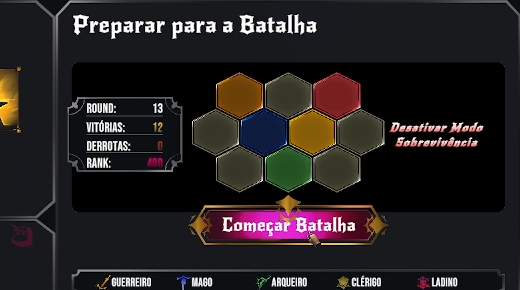 Preparar para a Batalha
ROUND: 13
VITÓRIAS: 12
DERROTAS: 0
RANK: 400
Desativar Modo
Sobrevivência
Começar Batalha
GUERREIRO MAGO ARQUEIRO CLÉRIGO LADINO